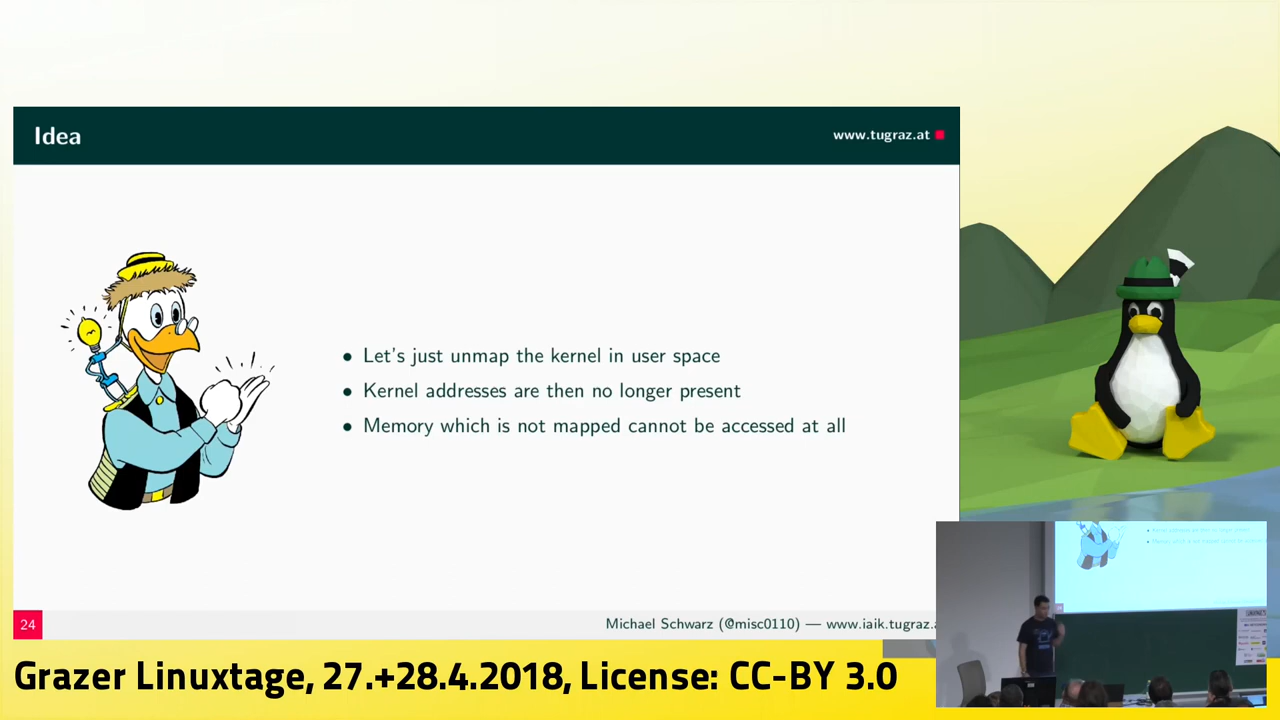 Idea
www.tugraz.at
• Let's just unmap the kernel in user space
• Kernel addresses are then no longer present
• Memory which is not mapped cannot be accessed at all
24
Michael Schwarz (@misc0110) — www.iaik.tugraz.
Grazer Linuxtage, 27.+28.4.2018, License: CC-BY 3.0